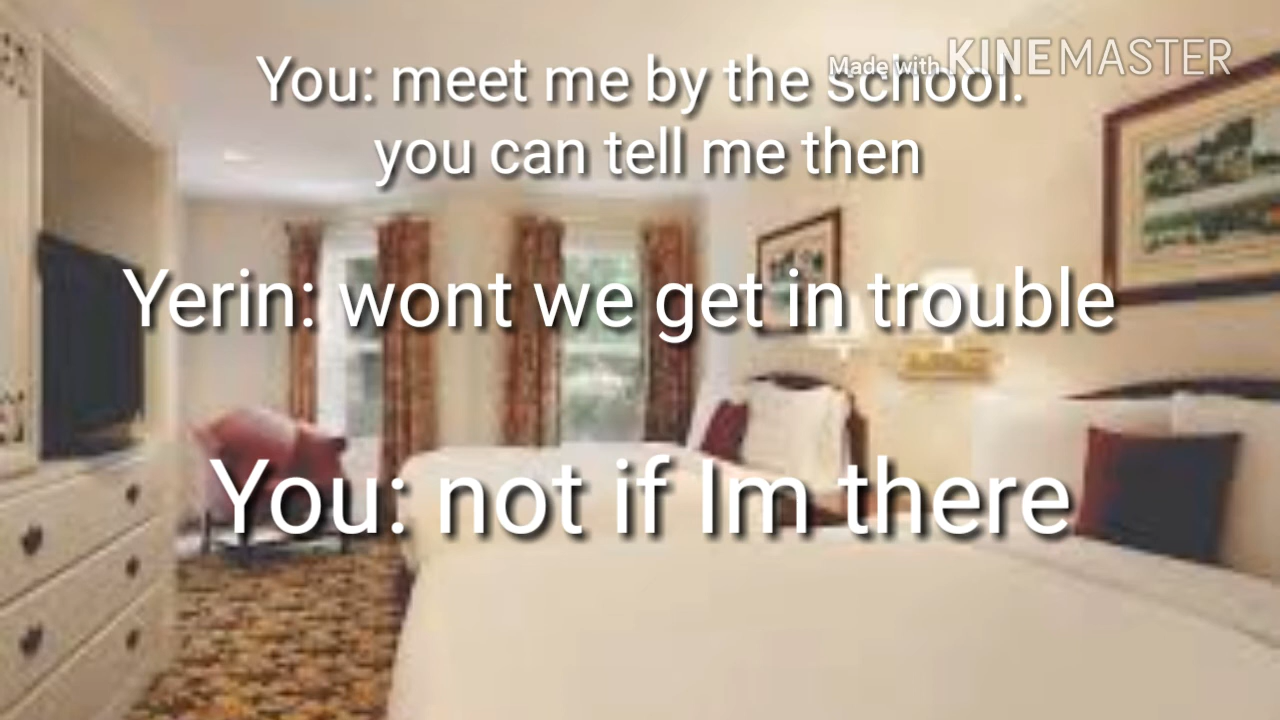 Made with KINEMASTER
You: meet me by the school.
you can tell me then
Yerin: wont we get in trouble
You: not if Im there